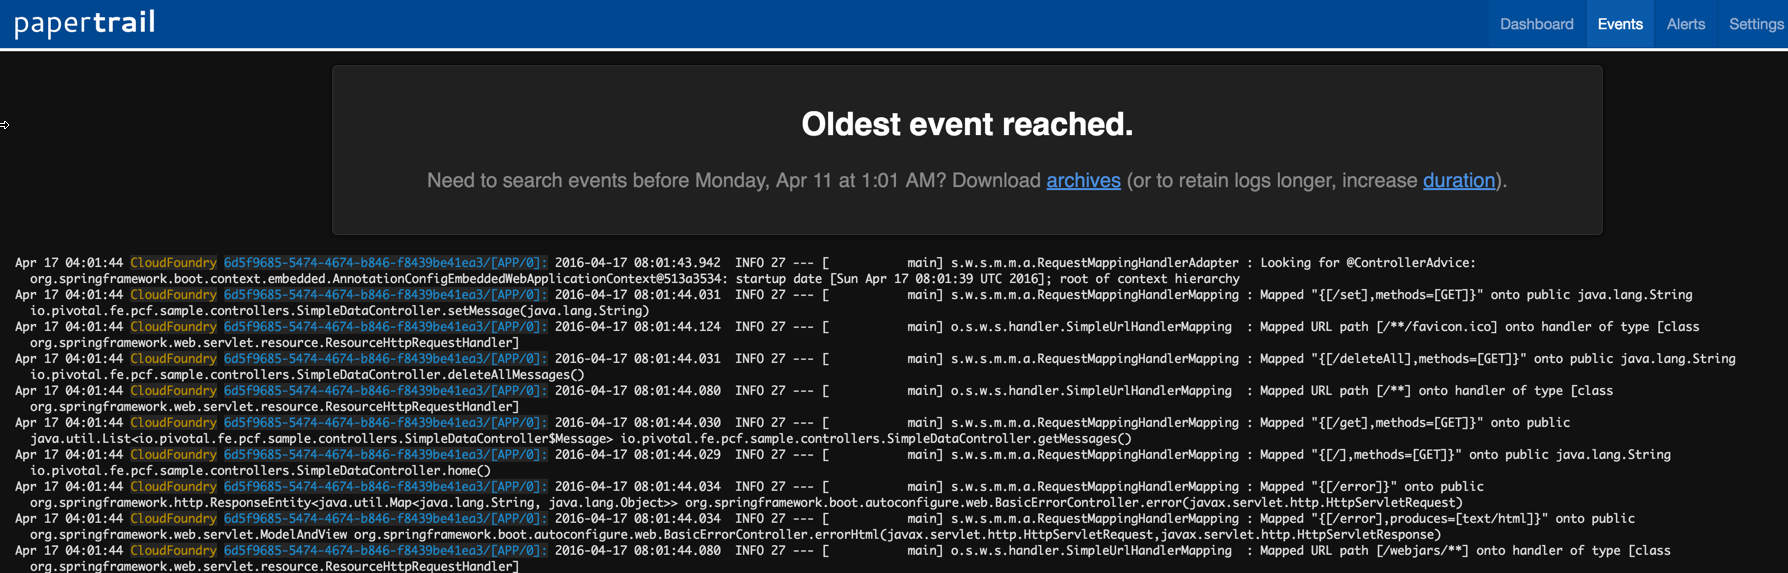 papertrail
Dashboard Events Alerts Settings
Oldest event reached.
Need to search events before Monday, Apr 11 at 1:01 AM? Download archives (or to retain logs longer, increase duration).
Apr 17 04:01:44 CloudFoundry 6d5f9685-5474-4674-b846-f8439be41ea3/[APP/0]: 2016-04-17 08:01:43.942  INFO 27 --- [           main] s.w.s.m.m.a.RequestMappingHandlerAdapter : Looking for @ControllerAdvice:
org.springframework.boot.context.embedded.AnnotationConfigEmbeddedWebApplicationContext@513a3534: startup date [Sun Apr 17 08:01:39 UTC 2016]; root of context hierarchy
Apr 17 04:01:44 CloudFoundry 6d5f9685-5474-4674-b846-f8439be41ea3/[APP/0]: 2016-04-17 08:01:44.031  INFO 27 --- [           main] s.w.s.m.m.a.RequestMappingHandlerMapping : Mapped "{[/set],methods=[GET]}" onto public java.lang.String
io.pivotal.fe.pcf.sample.controllers.SimpleDataController.setMessage(java.lang.String)
Apr 17 04:01:44 CloudFoundry 6d5f9685-5474-4674-b846-f8439be41ea3/[APP/0]: 2016-04-17 08:01:44.124  INFO 27 --- [           main] o.s.w.s.handler.SimpleUrlHandlerMapping  : Mapped URL path [/**/favicon.ico] onto handler of type [class
org.springframework.web.servlet.resource.ResourceHttpRequestHandler]
Apr 17 04:01:44 CloudFoundry 6d5f9685-5474-4674-b846-f8439be41ea3/[APP/0]: 2016-04-17 08:01:44.031  INFO 27 --- [           main] s.w.s.m.m.a.RequestMappingHandlerMapping : Mapped "{[/deleteAll],methods=[GET]}" onto public java.lang.String
io.pivotal.fe.pcf.sample.controllers.SimpleDataController.deleteAllMessages()
Apr 17 04:01:44 CloudFoundry 6d5f9685-5474-4674-b846-f8439be41ea3/[APP/0]: 2016-04-17 08:01:44.080  INFO 27 --- [           main] o.s.w.s.handler.SimpleUrlHandlerMapping  : Mapped URL path [/**] onto handler of type [class
org.springframework.web.servlet.resource.ResourceHttpRequestHandler]
Apr 17 04:01:44 CloudFoundry 6d5f9685-5474-4674-b846-f8439be41ea3/[APP/0]: 2016-04-17 08:01:44.030  INFO 27 --- [           main] s.w.s.m.m.a.RequestMappingHandlerMapping : Mapped "{[/get],methods=[GET]}" onto public
java.util.List<io.pivotal.fe.pcf.sample.controllers.SimpleDataController$Message> io.pivotal.fe.pcf.sample.controllers.SimpleDataController.getMessages()
Apr 17 04:01:44 CloudFoundry 6d5f9685-5474-4674-b846-f8439be41ea3/[APP/0]: 2016-04-17 08:01:44.029  INFO 27 --- [           main] s.w.s.m.m.a.RequestMappingHandlerMapping : Mapped "{[/],methods=[GET]}" onto public java.lang.String
io.pivotal.fe.pcf.sample.controllers.SimpleDataController.home()
Apr 17 04:01:44 CloudFoundry 6d5f9685-5474-4674-b846-f8439be41ea3/[APP/0]: 2016-04-17 08:01:44.034  INFO 27 --- [           main] s.w.s.m.m.a.RequestMappingHandlerMapping : Mapped "{[/error]}" onto public
org.springframework.http.ResponseEntity<java.util.Map<java.lang.String, java.lang.Object>> org.springframework.boot.autoconfigure.web.BasicErrorController.error(javax.servlet.http.HttpServletRequest)
Apr 17 04:01:44 CloudFoundry 6d5f9685-5474-4674-b846-f8439be41ea3/[APP/0]: 2016-04-17 08:01:44.034  INFO 27 --- [           main] s.w.s.m.m.a.RequestMappingHandlerMapping : Mapped "{[/error],produces=[text/html]}" onto public
org.springframework.web.servlet.ModelAndView org.springframework.boot.autoconfigure.web.BasicErrorController.errorHtml(javax.servlet.http.HttpServletRequest,javax.servlet.http.HttpServletResponse)
Apr 17 04:01:44 CloudFoundry 6d5f9685-5474-4674-b846-f8439be41ea3/[APP/0]: 2016-04-17 08:01:44.080  INFO 27 --- [           main] o.s.w.s.handler.SimpleUrlHandlerMapping  : Mapped URL path [/webjars/**] onto handler of type [class
org.springframework.web.servlet.resource.ResourceHttpRequestHandler]